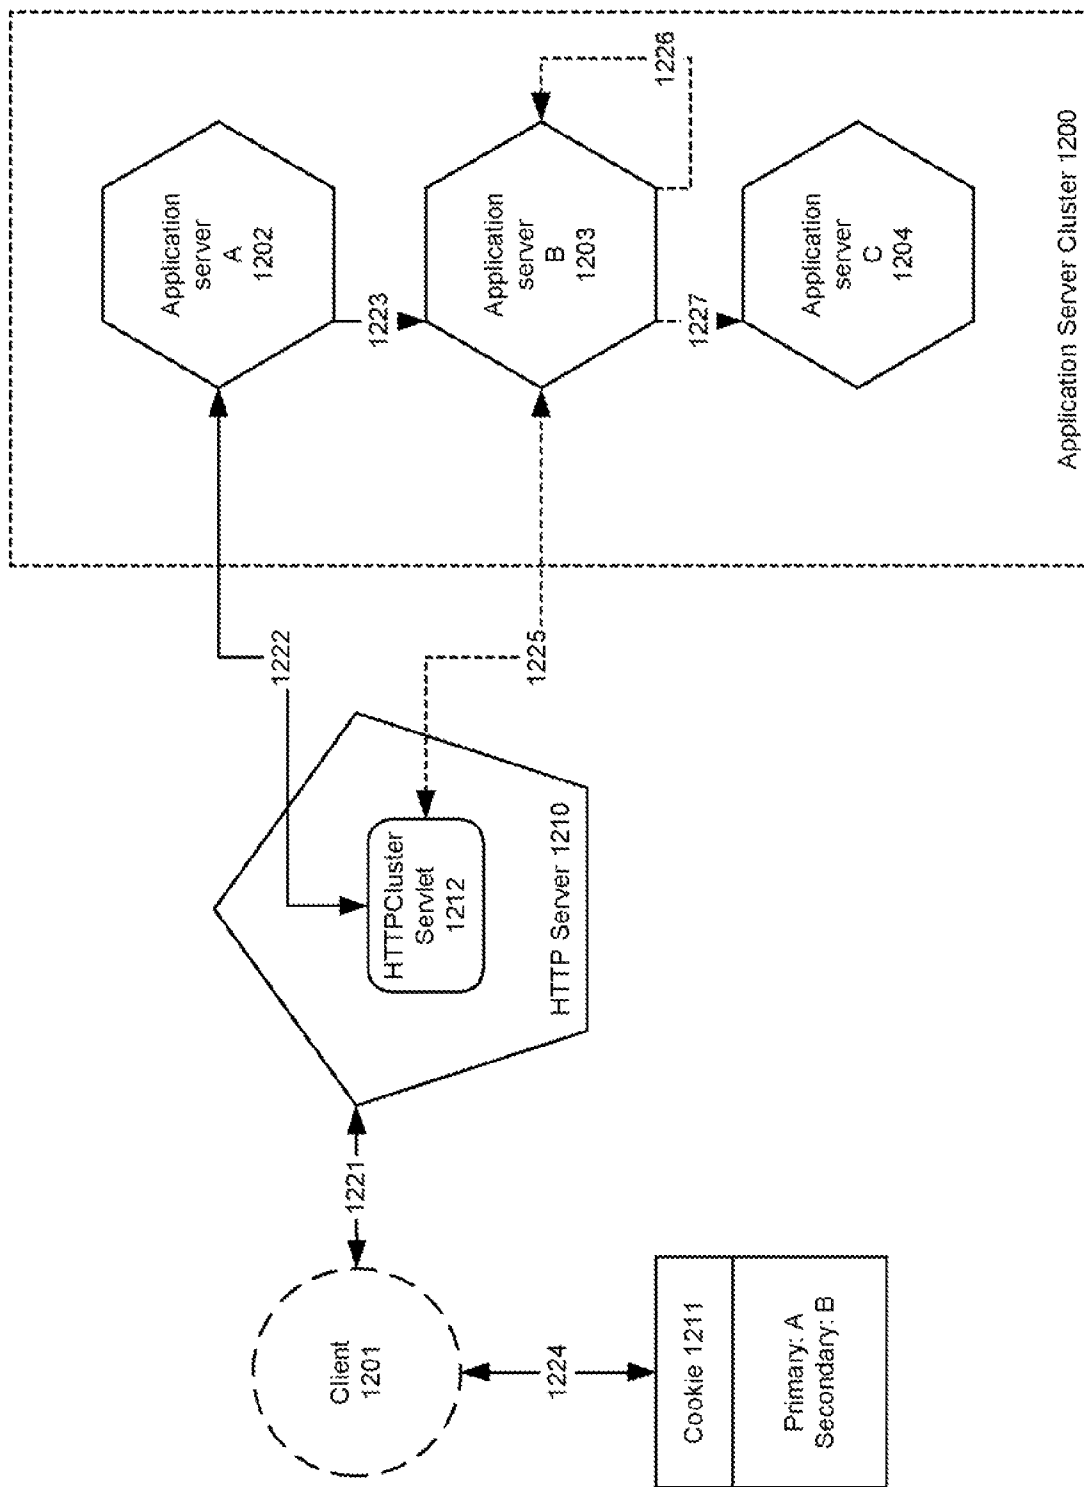 Client
1201
1221
1224
Cookie 1211
Primary: A
Secondary: B
HTTPCluster
Servlet
1212
HTTP Server 1210
1222
1225
Application
server
A
1202
1223
Application
server
B
1203
1226
1227
Application
server
C
1204
Application Server Cluster 1200